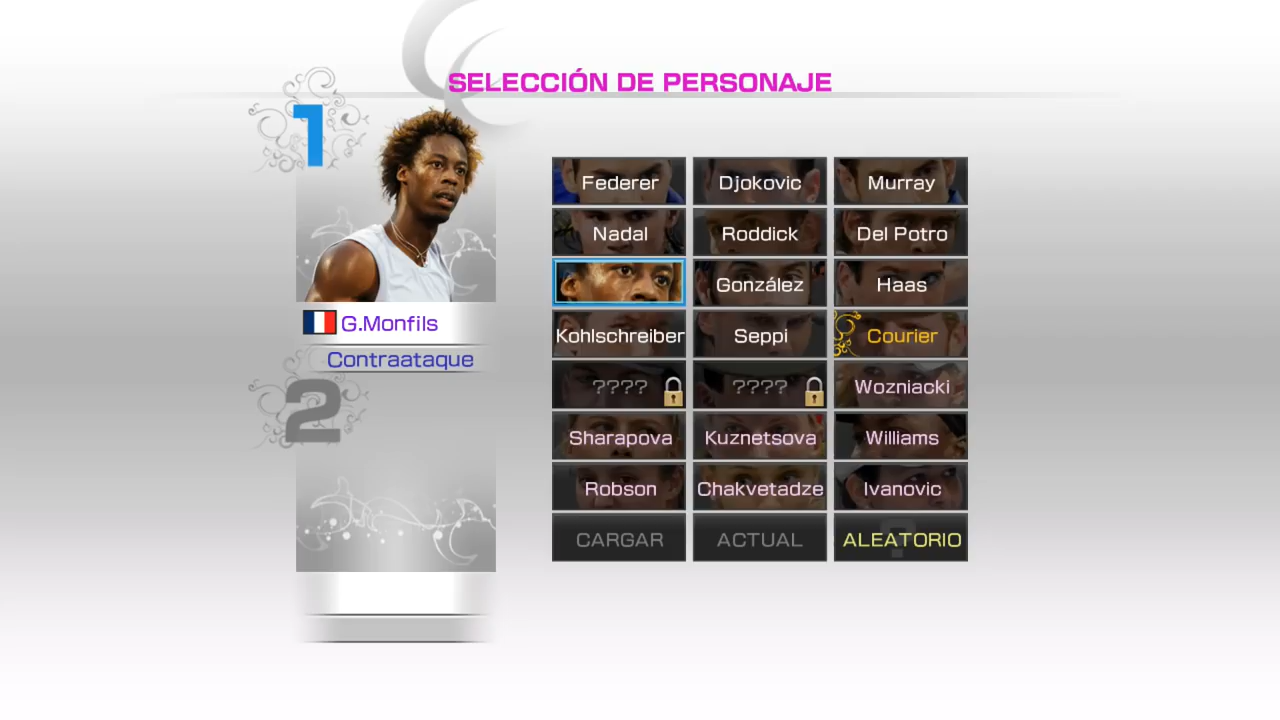 SELECCIÓN DE PERSONAJE
1
G.Monfils
Contraataque
2
Federer
Djokovic
Murray
Nadal
Roddick
Del Potro
González
Haas
Kohlschreiber
Seppi
Courier
????
????
Wozniacki
Sharapova
Kuznetsova
Williams
Robson
Chakvetadze
Ivanovic
CARGAR
ACTUAL
?
ALEATORIO